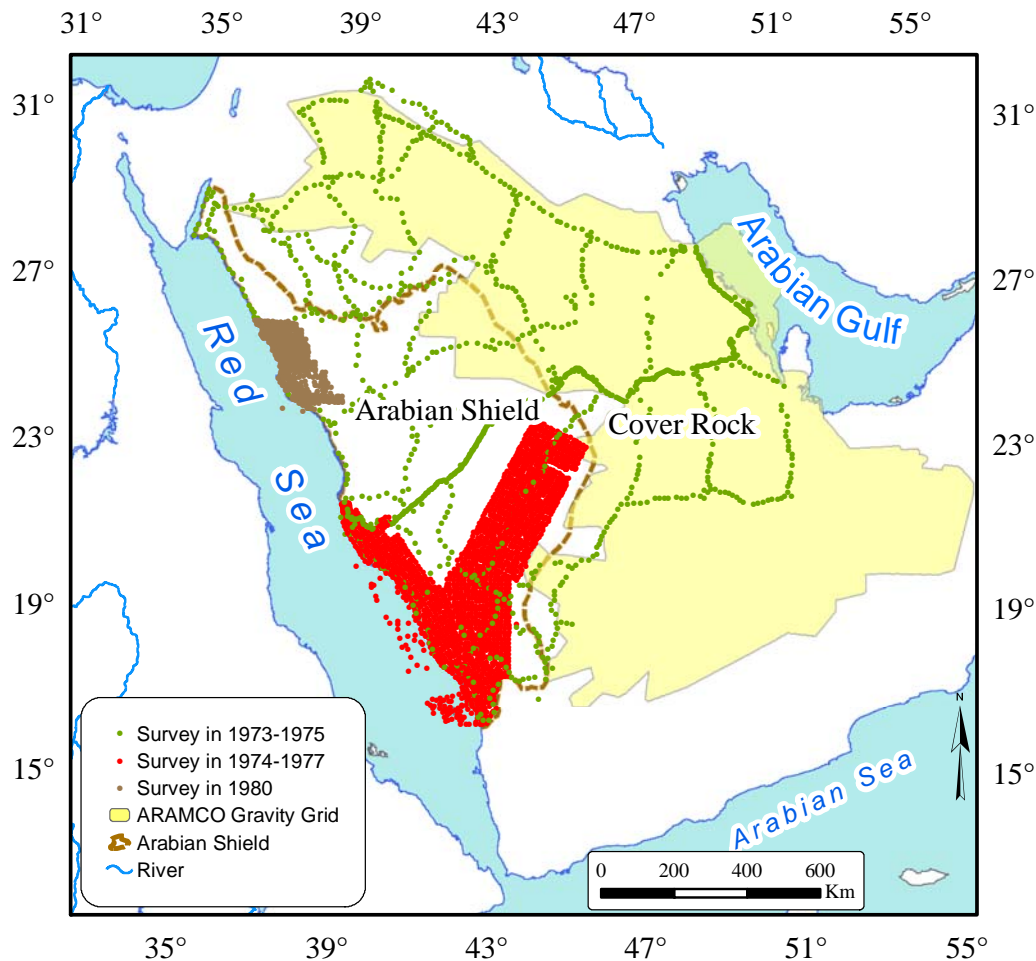 31° 35° 39° 43° 47° 51° 55°
31° 31°
27° 27°
23° 23°
19° 19°
15° 15°
Arabian Gulf
Red
Sea
Arabian Shield
Cover Rock
Survey in 1973-1975
Survey in 1974-1977
Survey in 1980
ARAMCO Gravity Grid
Arabian Shield
River
N
Arabian Sea
0 200 400 600
Km
35° 39° 43° 47° 51° 55°